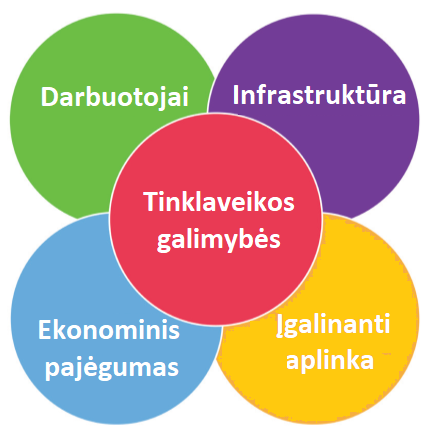 Darbuotojai
Infrastruktūra
Tinklaveikos
galimybės
Ekonominis
pajėgumas
Įgalinanti
aplinka